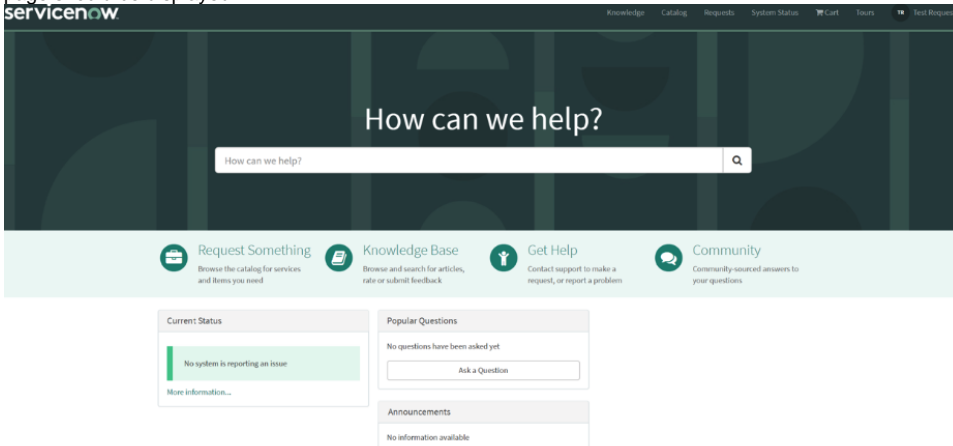 servicenow
Knowledge Catalog Requests System Status Cart Tours TR Test Reques
How can we help?
How can we help?
Request Something
Browse the catalog for services
and items you need
Knowledge Base
Browse and search for articles,
rate or submit feedback
Get Help
Contact support to make a
request, or report a problem
Community
Community-sourced answers to
your questions
Current Status
No system is reporting an issue
More information...
Popular Questions
No questions have been asked yet
Ask a Question
Announcements
No information available